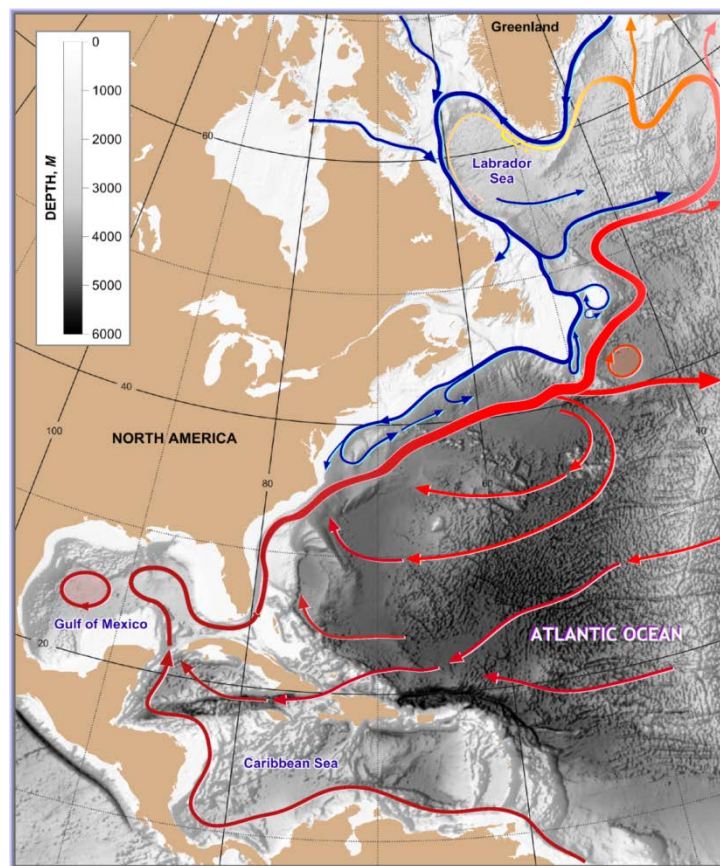 Greenland
0
1000
2000
3000
4000
5000
6000
DEPTH, M
60
Labrador
Sea
40
40
100
NORTH AMERICA
80
60
Gulf of Mexico
20
ATLANTIC OCEAN
Caribbean Sea